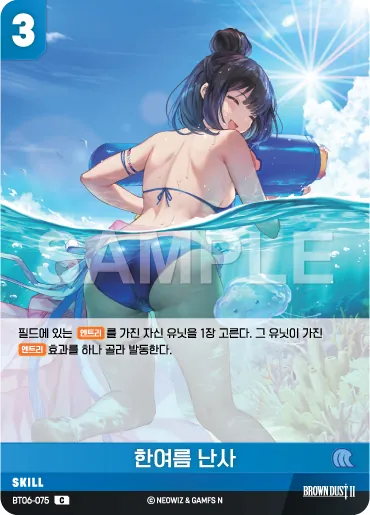 3
SAMPLE
필드에 있는 엔트리 를 가진 자신 유닛을 1장 고른다. 그 유닛이 가진
엔트리 효과를 하나 골라 발동한다.
한여름 난사
SKILL
BT06-075 C
© NEOWIZ & GAMFS N
BROWN DUST II